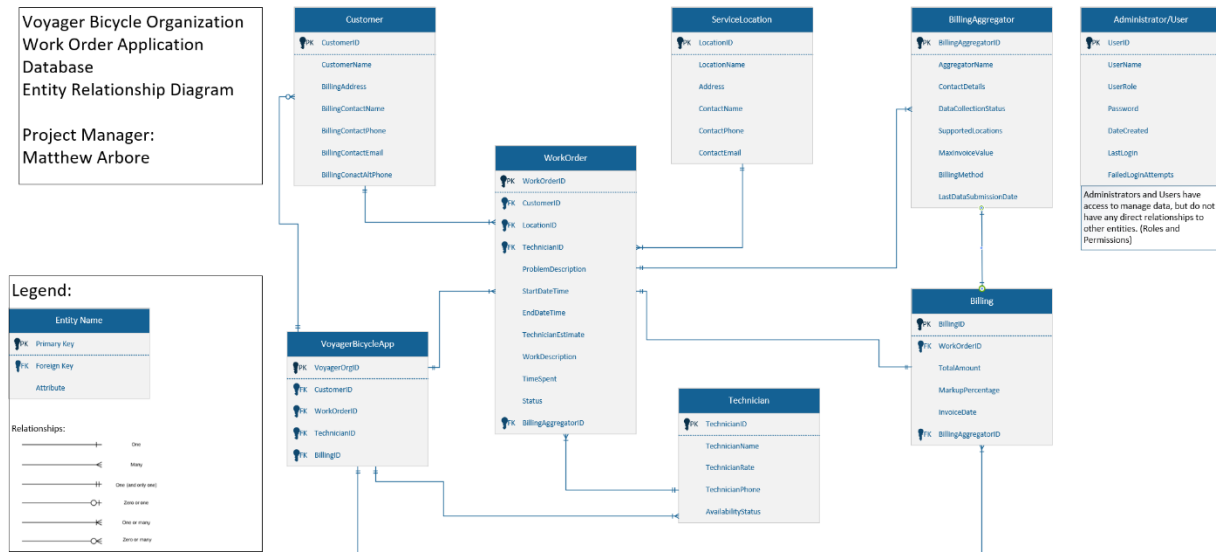 Voyager Bicycle Organization
Work Order Application
Database
Entity Relationship Diagram
Project Manager:
Matthew Arbore
Customer
PK CustomerID
CustomerName
BillingAddress
BillingContactName
BillingContactPhone
BillingContactEmail
BillingConactAltPhone
ServiceLocation
PK LocationID
LocationName
Address
ContactName
ContactPhone
ContactEmail
BillingAggregator
PK BillingAggregatorID
AggregatorName
ContactDetails
DataCollectionStatus
SupportedLocations
MaxInvoiceValue
BillingMethod
LastDataSubmissionDate
Administrator/User
PK UserID
UserName
UserRole
Password
DateCreated
LastLogin
FailedLoginAttempts
Administrators and Users have
access to manage data, but do not
have any direct relationships to
other entities. (Roles and
Permissions)
WorkOrder
PK WorkOrderID
FK CustomerID
FK LocationID
FK TechnicianID
ProblemDescription
StartDateTime
EndDateTime
TechnicianEstimate
WorkDescription
TimeSpent
Status
FK BillingAggregatorID
Legend:
Entity Name
PK Primary Key
FK Foreign Key
Attribute
Relationships:
One
Many
One (and only one)
Zero or one
One or many
Zero or many
VoyagerBicycleApp
PK VoyagerOrgID
FK CustomerID
FK WorkOrderID
FK TechnicianID
FK BillingID
Technician
PK TechnicianID
TechnicianName
TechnicianRate
TechnicianPhone
AvailabilityStatus
Billing
PK BillingID
FK WorkOrderID
TotalAmount
MarkupPercentage
InvoiceDate
FK BillingAggregatorID